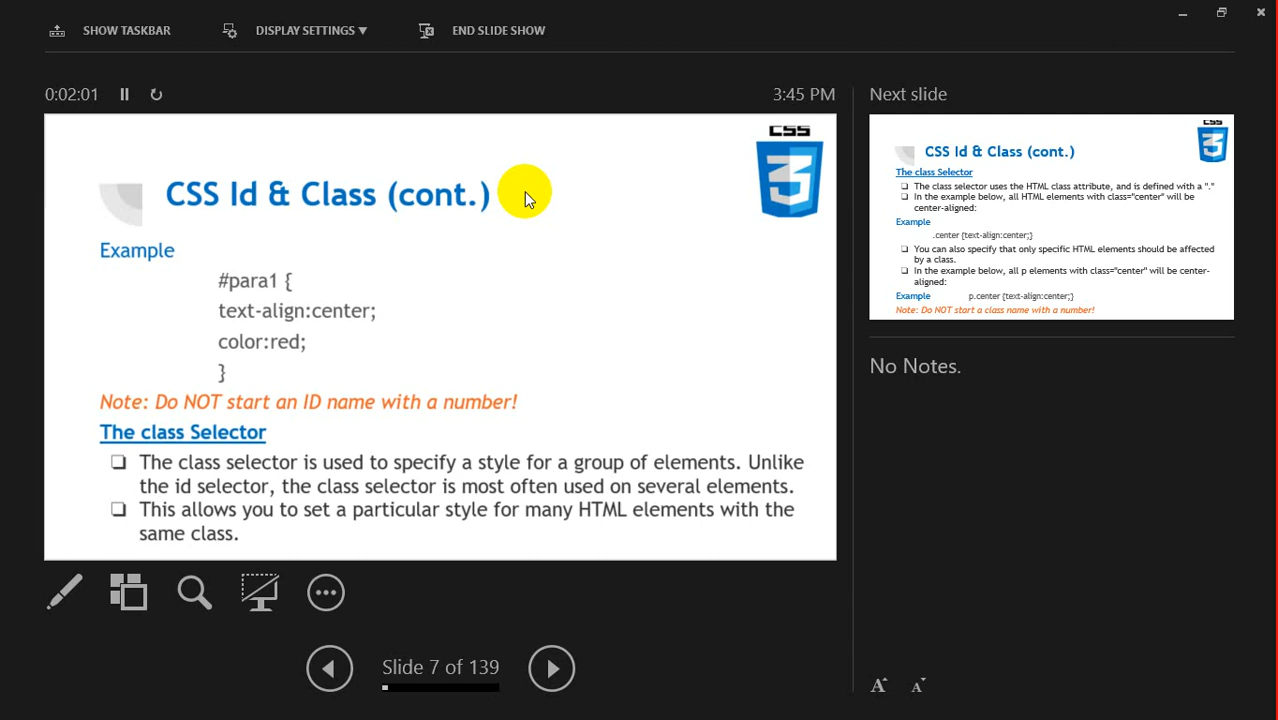 SHOW TASKBAR
DISPLAY SETTINGS ▼
END SLIDE SHOW
0:02:01
3:45 PM
CSS
3
CSS Id & Class (cont.)
Example
#para1 {
text-align:center;
color:red;
}
Note: Do NOT start an ID name with a number!
The class Selector
❑ The class selector is used to specify a style for a group of elements. Unlike
the id selector, the class selector is most often used on several elements.
❑ This allows you to set a particular style for many HTML elements with the
same class.
Slide 7 of 139
Next slide
CSS
3
CSS Id & Class (cont.)
The class Selector
❑ The class selector uses the HTML class attribute, and is defined with a "."
❑ In the example below, all HTML elements with class="center" will be
center-aligned:
Example
.center {text-align:center;}
❑ You can also specify that only specific HTML elements should be affected
by a class.
❑ In the example below, all p elements with class="center" will be center-
aligned:
Example p.center {text-align:center;}
Note: Do NOT start a class name with a number!
No Notes.
A A